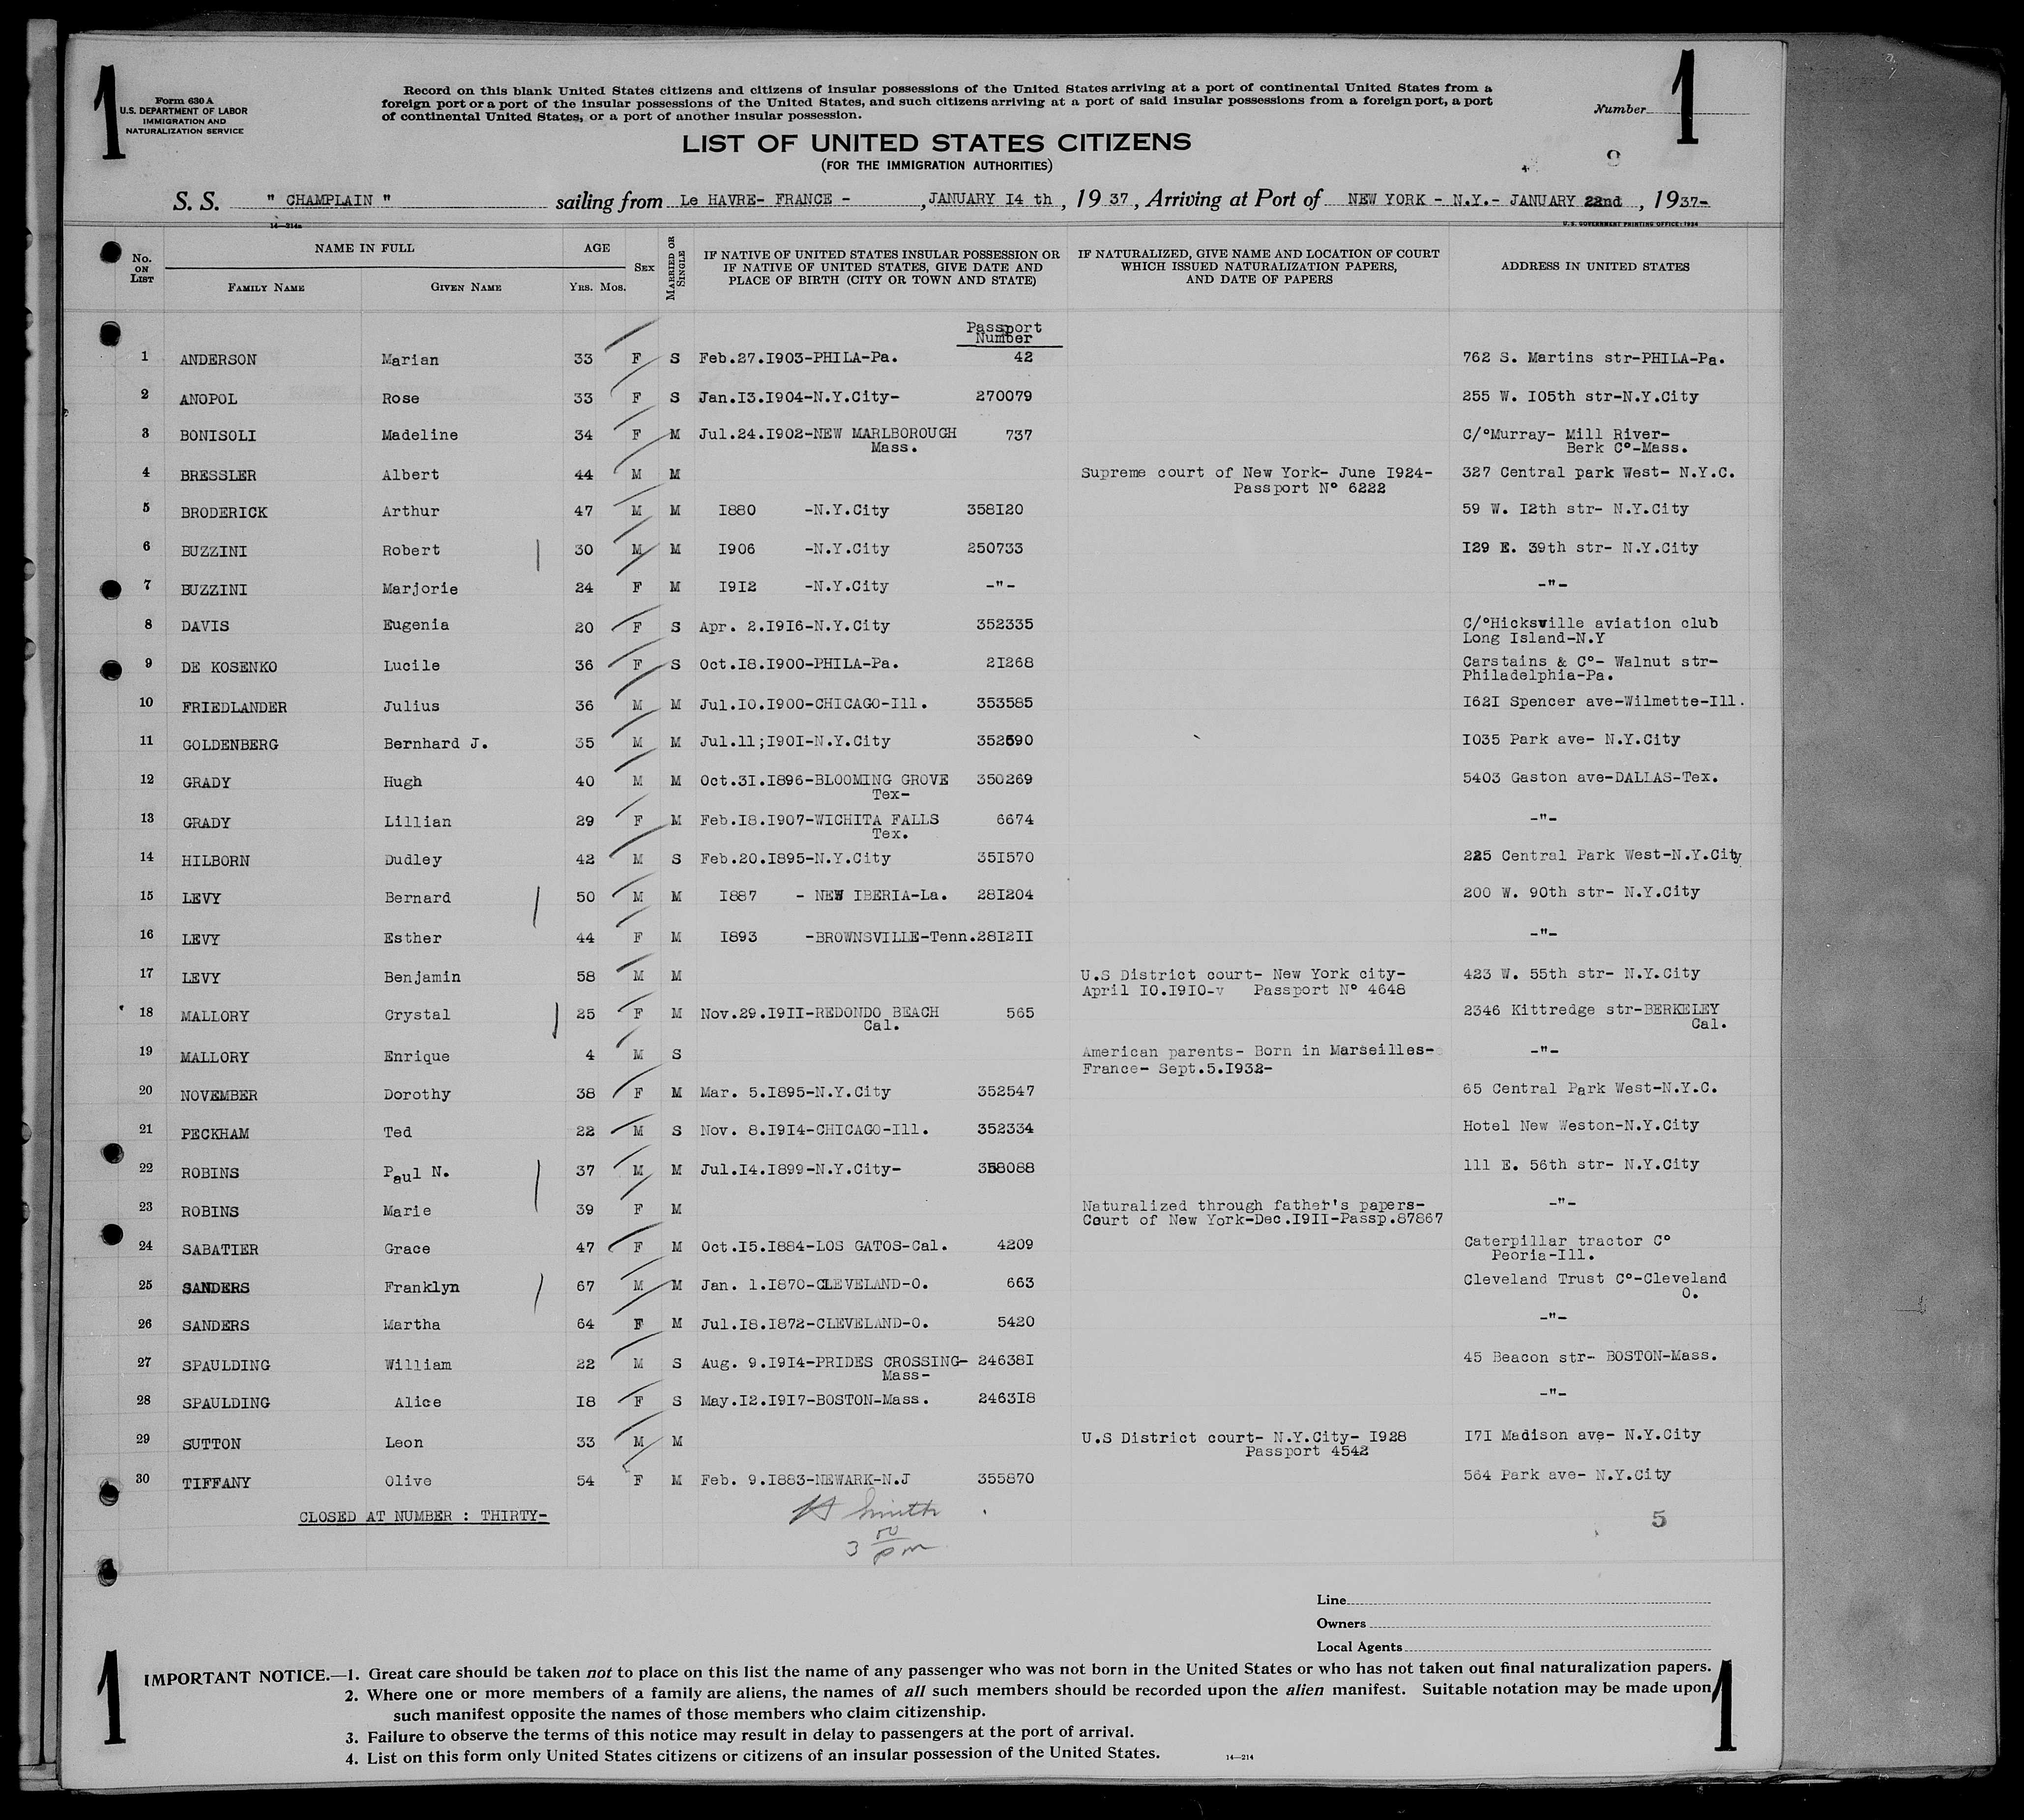 1
1
Form 630 A
U.S. DEPARTMENT OF LABOR
IMMIGRATION AND
NATURALIZATION SERVICE
Record on this blank United States citizens and citizens of insular possessions of the United States arriving at a port of continental United States from a
foreign port or a port of the insular possessions of the United States, and such citizens arriving at a port of said insular possessions from a foreign port, a port
of continental United States, or a port of another insular possession.
Number
LIST OF UNITED STATES CITIZENS
(FOR THE IMMIGRATION AUTHORITIES)
S. S. " CHAMPLAIN " sailing from Le HAVRE- FRANCE - , JANUARY I4 th , 19 37 , Arriving at Port of NEW YORK - N.Y.- JANUARY 22nd , 1937-
14—214a
U. S. GOVERNMENT PRINTING OFFICE: 1934
No. ON LIST
NAME IN FULL
FAMILY NAME GIVEN NAME
AGE
YRS. MOS.
SEX
MARRIED OR SINGLE
IF NATIVE OF UNITED STATES INSULAR POSSESSION OR
IF NATIVE OF UNITED STATES, GIVE DATE AND
PLACE OF BIRTH (CITY OR TOWN AND STATE)
IF NATURALIZED, GIVE NAME AND LOCATION OF COURT
WHICH ISSUED NATURALIZATION PAPERS,
AND DATE OF PAPERS
ADDRESS IN UNITED STATES
Passport
Number
1 ANDERSON Marian 33 F S Feb.27.I903-PHILA-Pa. 42 762 S. Martins str-PHILA-Pa.
2 ANOPOL Rose 33 F S Jan.I3.I904-N.Y.City- 270079 255 W. I05th str-N.Y.City
3 BONISOLI Madeline 34 F M Jul.24.I902-NEW MARLBOROUGH 737 C/°Murray- Mill River-
Mass. Berk C°-Mass.
4 BRESSLER Albert 44 M M Supreme court of New York- June I924- 327 Central park West- N.Y.C.
Passport N° 6222
5 BRODERICK Arthur 47 M M I880 -N.Y.City 358I20 59 W. I2th str- N.Y.City
6 BUZZINI Robert 30 M M I906 -N.Y.City 250733 I29 E. 39th str- N.Y.City
7 BUZZINI Marjorie 24 F M I9I2 -N.Y.City -"- -"-
8 DAVIS Eugenia 20 F S Apr. 2.I9I6-N.Y.City 352335 C/°Hicksville aviation club
Long Island-N.Y
9 DE KOSENKO Lucile 36 F S Oct.I8.I900-PHILA-Pa. 2I268 Carstains & C°- Walnut str-
Philadelphia-Pa.
10 FRIEDLANDER Julius 36 M M Jul.I0.I900-CHICAGO-Ill. 353585 I62I Spencer ave-Wilmette-Ill.
11 GOLDENBERG Bernhard J. 35 M M Jul.11;I90I-N.Y.City 352590 I035 Park ave- N.Y.City
12 GRADY Hugh 40 M M Oct.31.I896-BLOOMING GROVE 350269 5403 Gaston ave-DALLAS-Tex.
Tex-
13 GRADY Lillian 29 F M Feb.I8.I907-WICHITA FALLS 6674 -"-
Tex.
14 HILBORN Dudley 42 M S Feb.20.I895-N.Y.City 35I570 225 Central Park West-N.Y.City
15 LEVY Bernard 50 M M I887 - NEW IBERIA-La. 28I204 200 W. 90th str- N.Y.City
16 LEVY Esther 44 F M I893 -BROWNSVILLE-Tenn.28I2II -"-
17 LEVY Benjamin 58 M M U.S District court- New York city- 423 W. 55th str- N.Y.City
April I0.I9I0-v Passport N° 4648
18 MALLORY Crystal 25 F M Nov.29.I9II-REDONDO BEACH 565 2346 Kittredge str-BERKELEY
Cal. Cal.
19 MALLORY Enrique 4 M S American parents- Born in Marseilles- -"-
France- Sept.5.I932-
20 NOVEMBER Dorothy 38 F M Mar. 5.I895-N.Y.City 352547 65 Central Park West-N.Y.C.
21 PECKHAM Ted 22 M S Nov. 8.I9I4-CHICAGO-Ill. 352334 Hotel New Weston-N.Y.City
22 ROBINS Paul N. 37 M M Jul.I4.I899-N.Y.City- 358088 111 E. 56th str- N.Y.City
23 ROBINS Marie 39 F M Naturalized through father's papers- -"-
Court of New York-Dec.I9II-Passp.87867
24 SABATIER Grace 47 F M Oct.I5.I884-LOS GATOS-Cal. 4209 Caterpillar tractor C°
Peoria-Ill.
25 SANDERS Franklyn 67 M M Jan. 1.I870-CLEVELAND-O. 663 Cleveland Trust C°-Cleveland
O.
26 SANDERS Martha 64 F M Jul.I8.I872-CLEVELAND-O. 5420 -"-
27 SPAULDING William 22 M S Aug. 9.I9I4-PRIDES CROSSING- 24638I 45 Beacon str- BOSTON-Mass.
Mass-
28 SPAULDING Alice I8 F S May.I2.I9I7-BOSTON-Mass. 2463I8 -"-
29 SUTTON Leon 33 M M U.S District court- N.Y.City- I928 I7I Madison ave- N.Y.City
Passport 4542
30 TIFFANY Olive 54 F M Feb. 9.I883-NEWARK-N.J 355870 564 Park ave- N.Y.City
CLOSED AT NUMBER : THIRTY-
H Smith
3 00 pm
5
Line
Owners
Local Agents
1
1
IMPORTANT NOTICE.—1. Great care should be taken not to place on this list the name of any passenger who was not born in the United States or who has not taken out final naturalization papers.
2. Where one or more members of a family are aliens, the names of all such members should be recorded upon the alien manifest. Suitable notation may be made upon
such manifest opposite the names of those members who claim citizenship.
3. Failure to observe the terms of this notice may result in delay to passengers at the port of arrival.
4. List on this form only United States citizens or citizens of an insular possession of the United States.
14—214